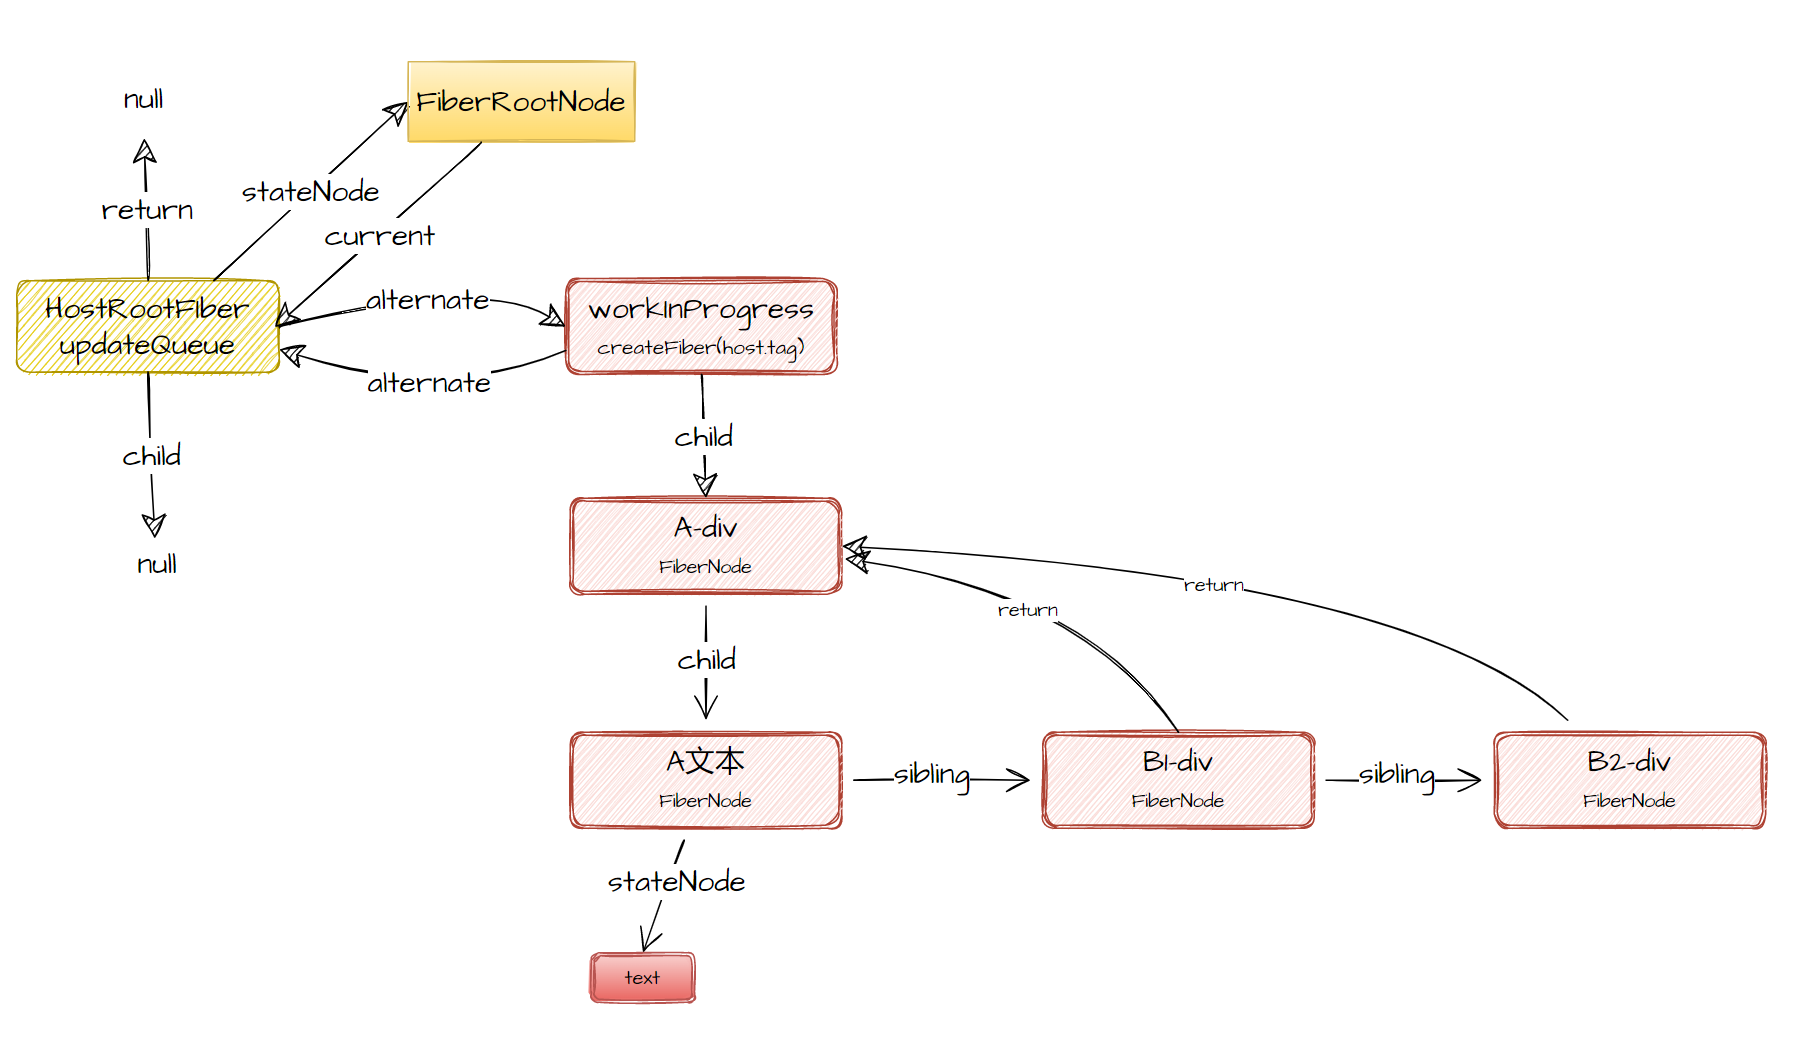 null
FiberRootNode
stateNode
return
current
HostRootFIber
updateQueue
alternate
workInProgress
createFiber(host.tag)
alternate
child
child
null
A-div
FiberNode
return
return
child
A文本
FiberNode
sibling
B1-div
FiberNode
sibling
B2-div
FiberNode
stateNode
text